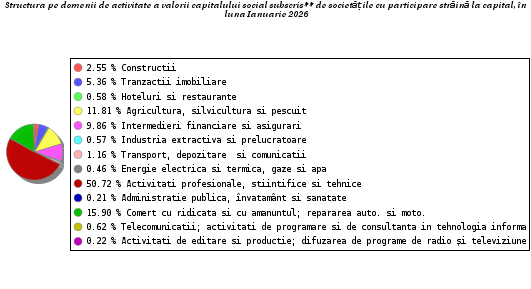 Structura pe domenii de activitate a valorii capitalului social subscris** de societăţile cu participare străină la capital, în
luna Ianuarie 2026
2.55 % Constructii
5.36 % Tranzactii imobiliare
0.58 % Hoteluri si restaurante
11.81 % Agricultura, silvicultura si pescuit
9.86 % Intermedieri financiare si asigurari
0.57 % Industria extractiva si prelucratoare
1.16 % Transport, depozitare  si comunicatii
0.46 % Energie electrica si termica, gaze si apa
50.72 % Activitati profesionale, stiintifice si tehnice
0.21 % Administratie publica, învatamânt si sanatate
15.90 % Comert cu ridicata si cu amanuntul; repararea auto. si moto.
0.62 % Telecomunicatii; activitati de programare si de consultanta in tehnologia informa
0.22 % Activitati de editare si productie; difuzarea de programe de radio şi televiziune